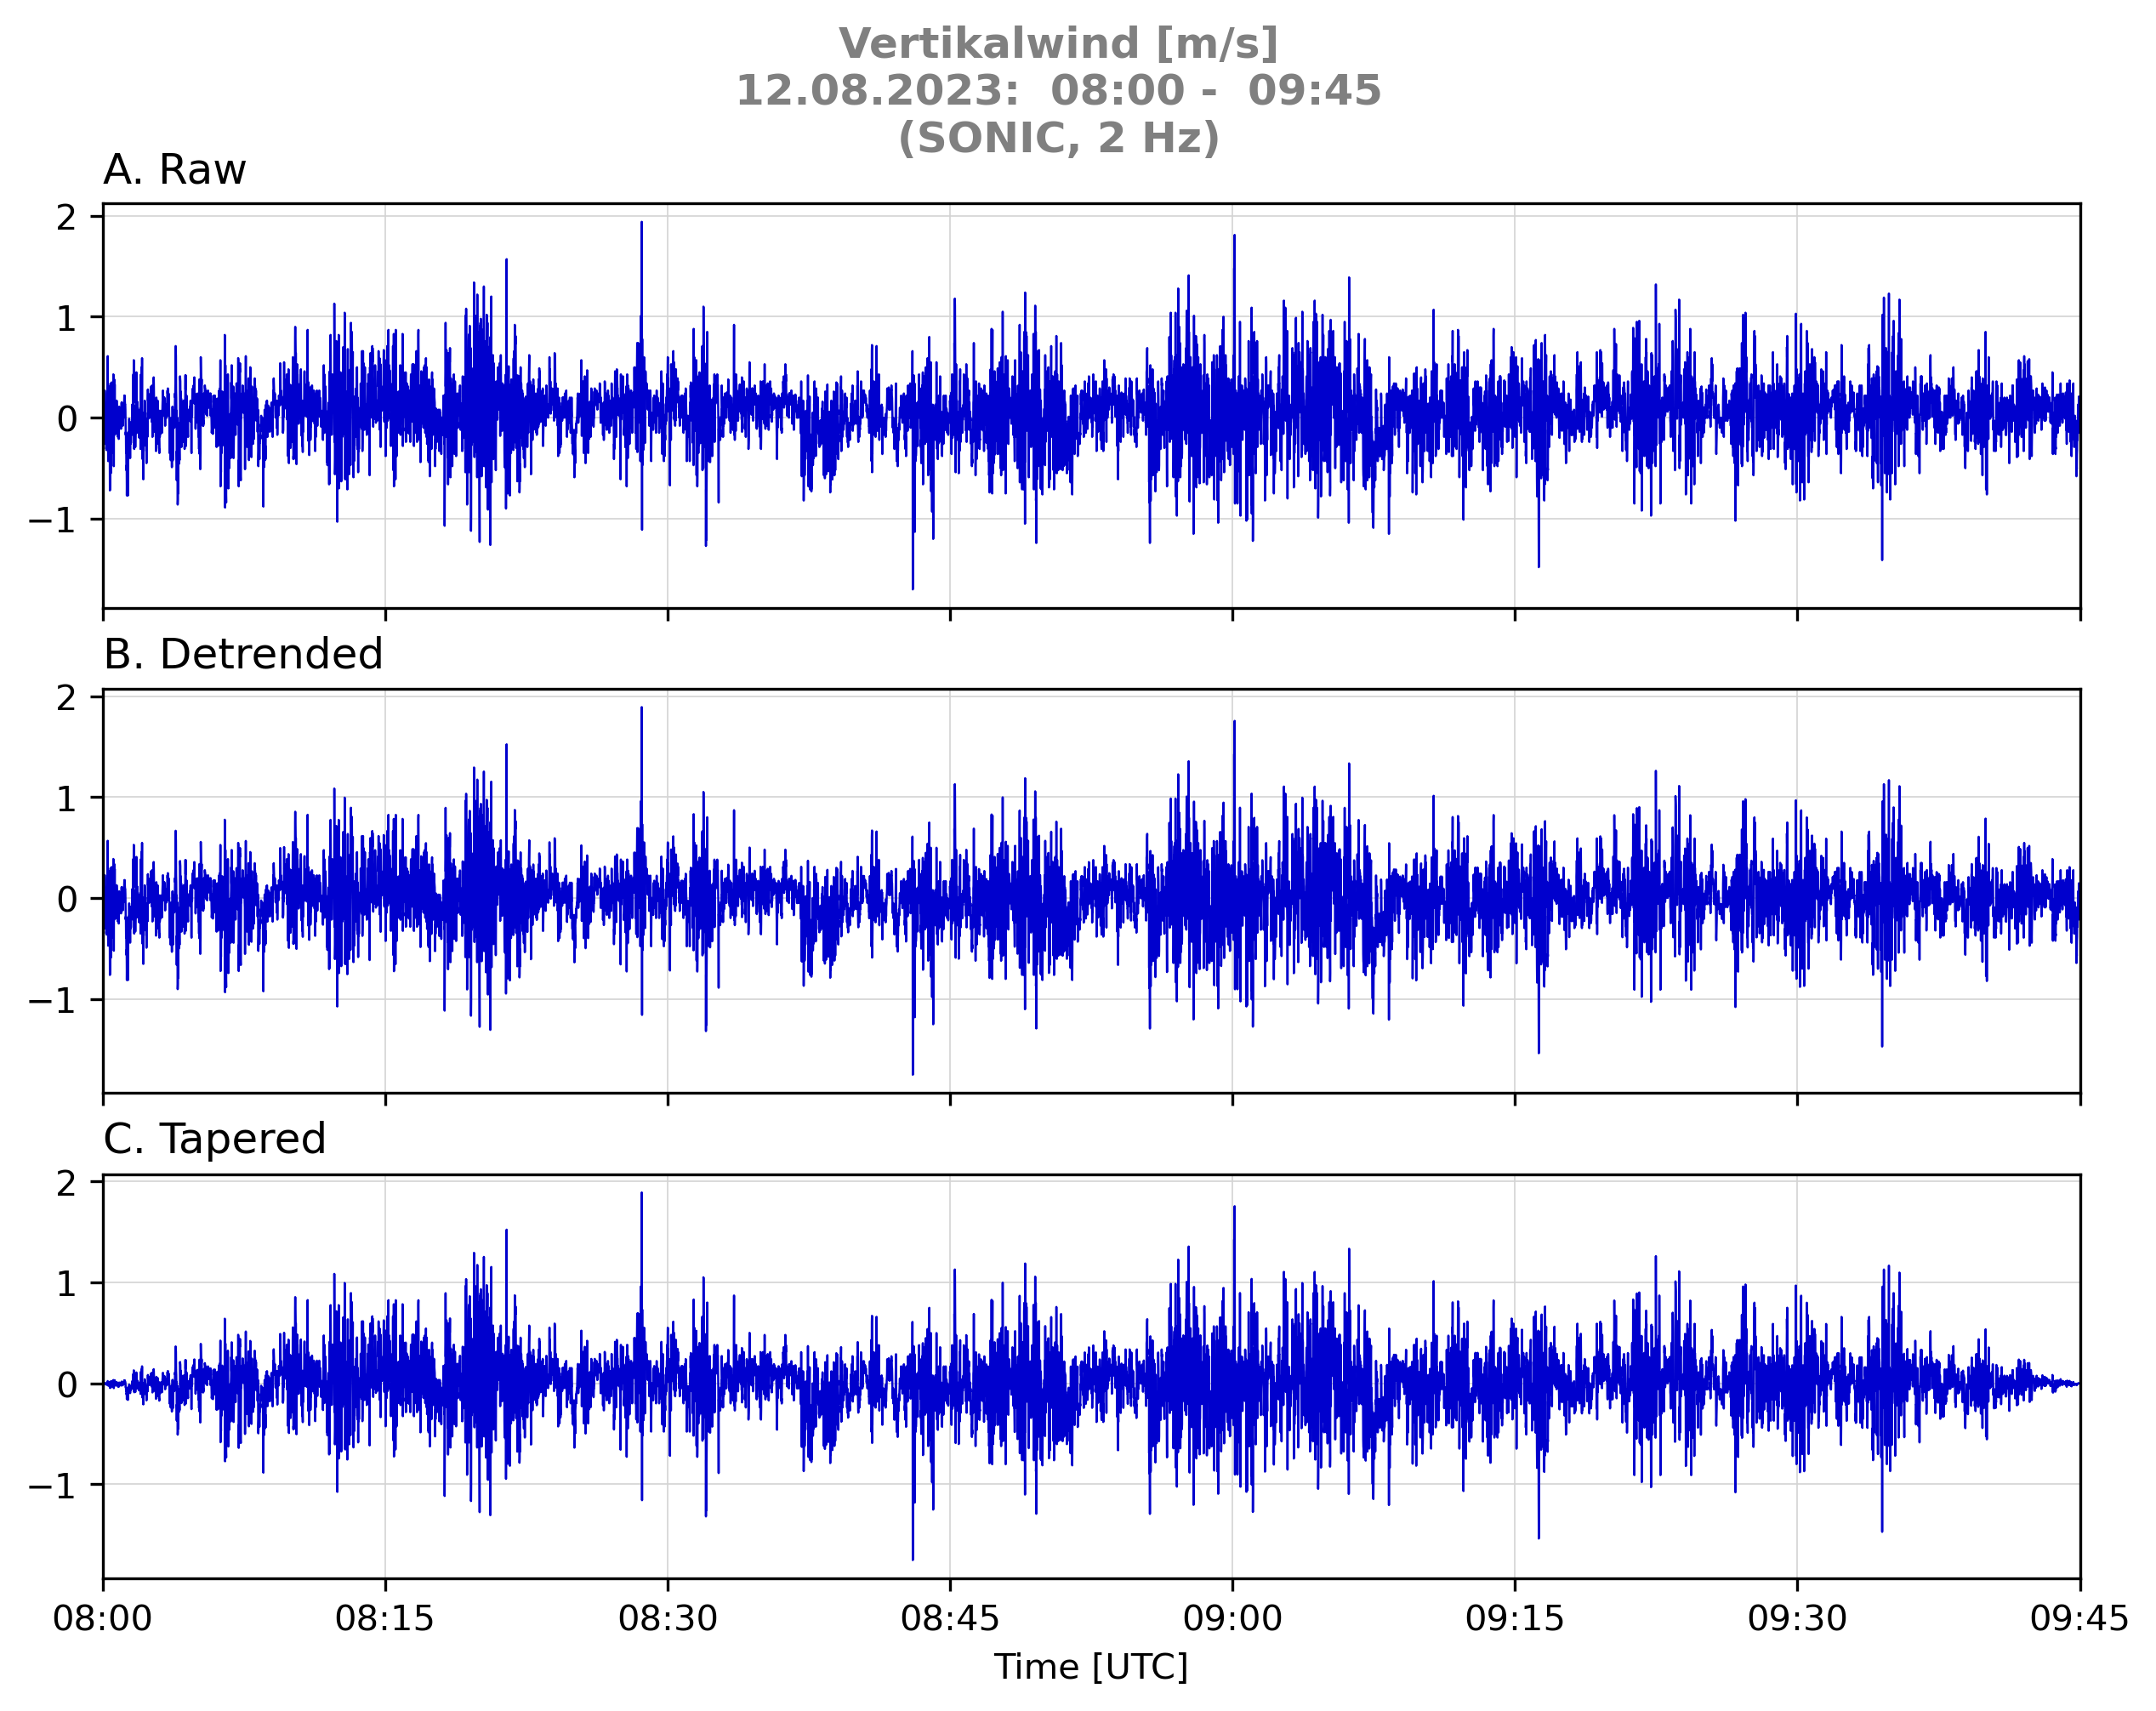 Vertikalwind [m/s]
12.08.2023:  08:00 -  09:45
(SONIC, 2 Hz)
A. Raw
2
1
0
−1
B. Detrended
2
1
0
−1
C. Tapered
2
1
0
−1
08:00 08:15 08:30 08:45 09:00 09:15 09:30 09:45
Time [UTC]